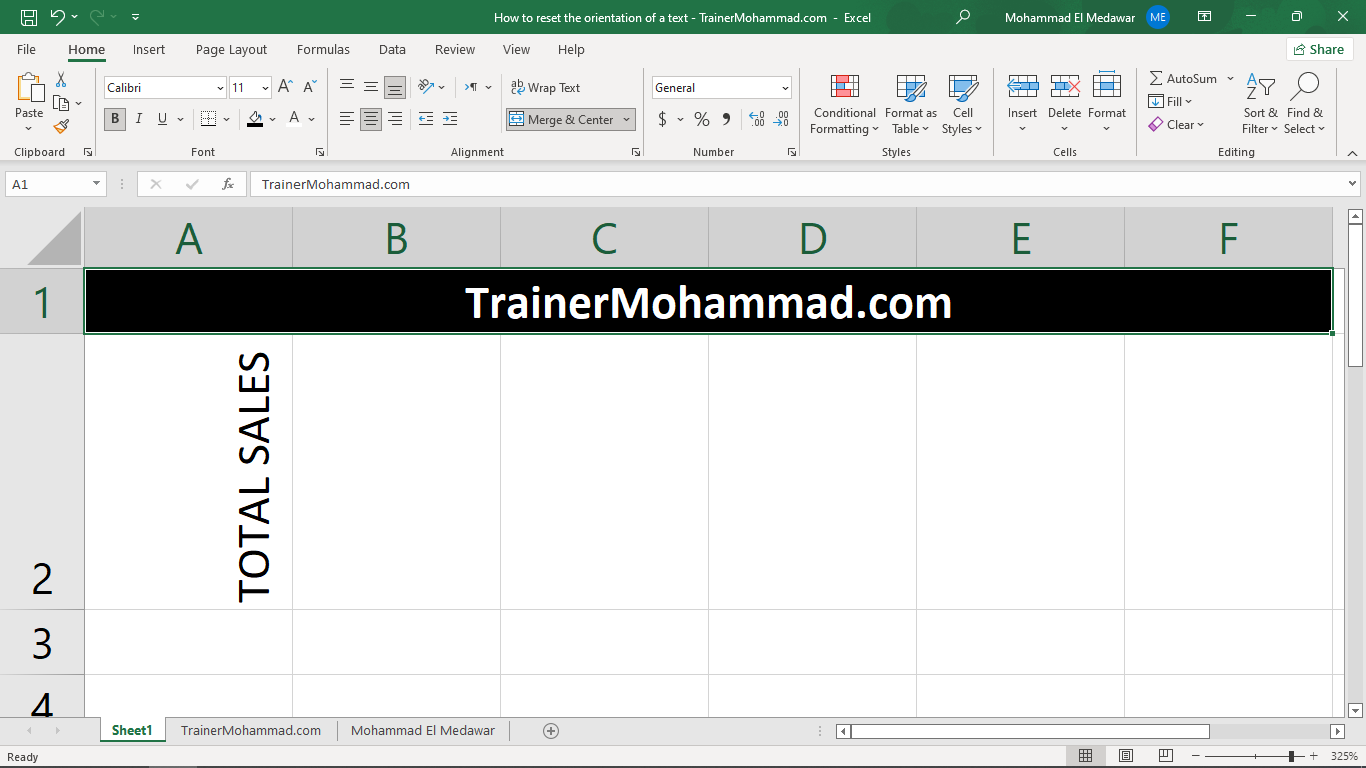 How to reset the orientation of a text - TrainerMohammad.com - Excel
Mohammad El Medawar ME
File Home Insert Page Layout Formulas Data Review View Help Share
Paste
Clipboard
Calibri 11
B I U A
Font
ab Wrap Text
Merge & Center
Alignment
General
$ % 9
Number
Conditional Formatting
Format as Table
Cell Styles
Styles
Insert Delete Format
Cells
AutoSum
Fill
Clear
Sort & Filter
Find & Select
Editing
A1 fx TrainerMohammad.com
A B C D E F
1 TrainerMohammad.com
2 TOTAL SALES
3
4
Sheet1 TrainerMohammad.com Mohammad El Medawar
Ready 325%